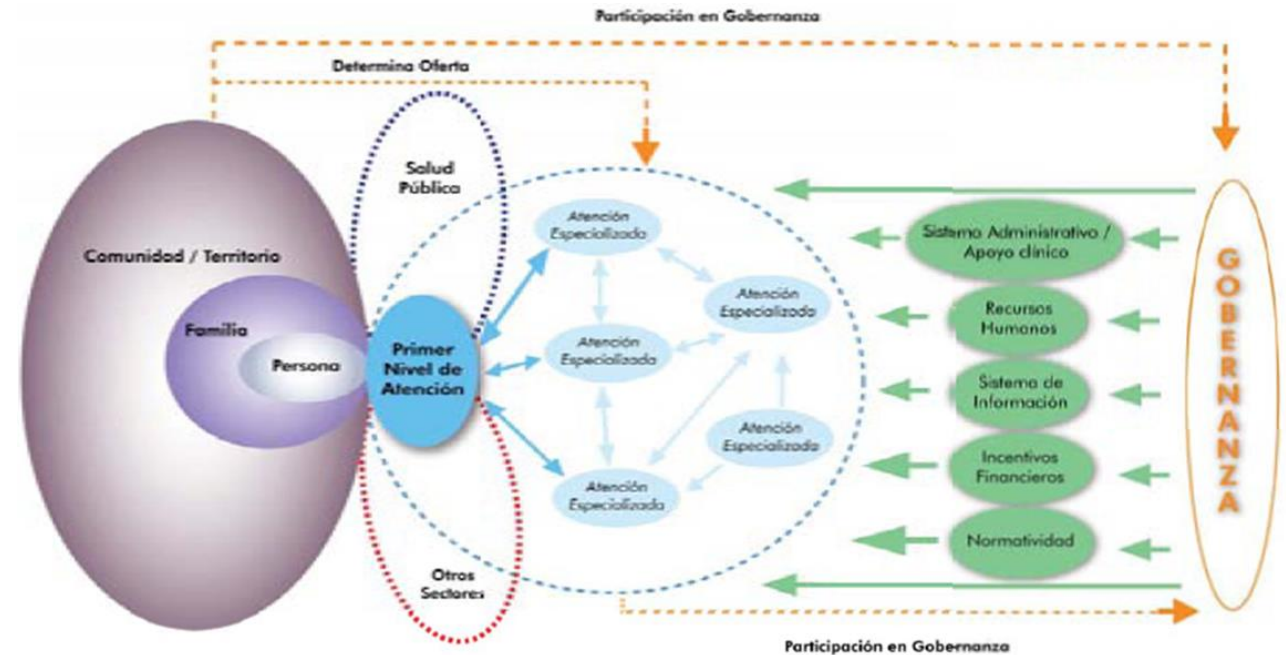 Participación en Gobernanza
Determina Oferta
Salud
Pública
Comunidad / Territorio
Familia
Persona
Primer
Nivel de
Atención
Atención
Especializada
Atención
Especializada
Atención
Especializada
Atención
Especializada
Atención
Especializada
Otros
Sectores
Sistema Administrativo /
Apoyo clínico
Recursos
Humanos
Sistema de
Información
Incentivos
Financieros
Normatividad
GOBERNANZA
Participación en Gobernanza